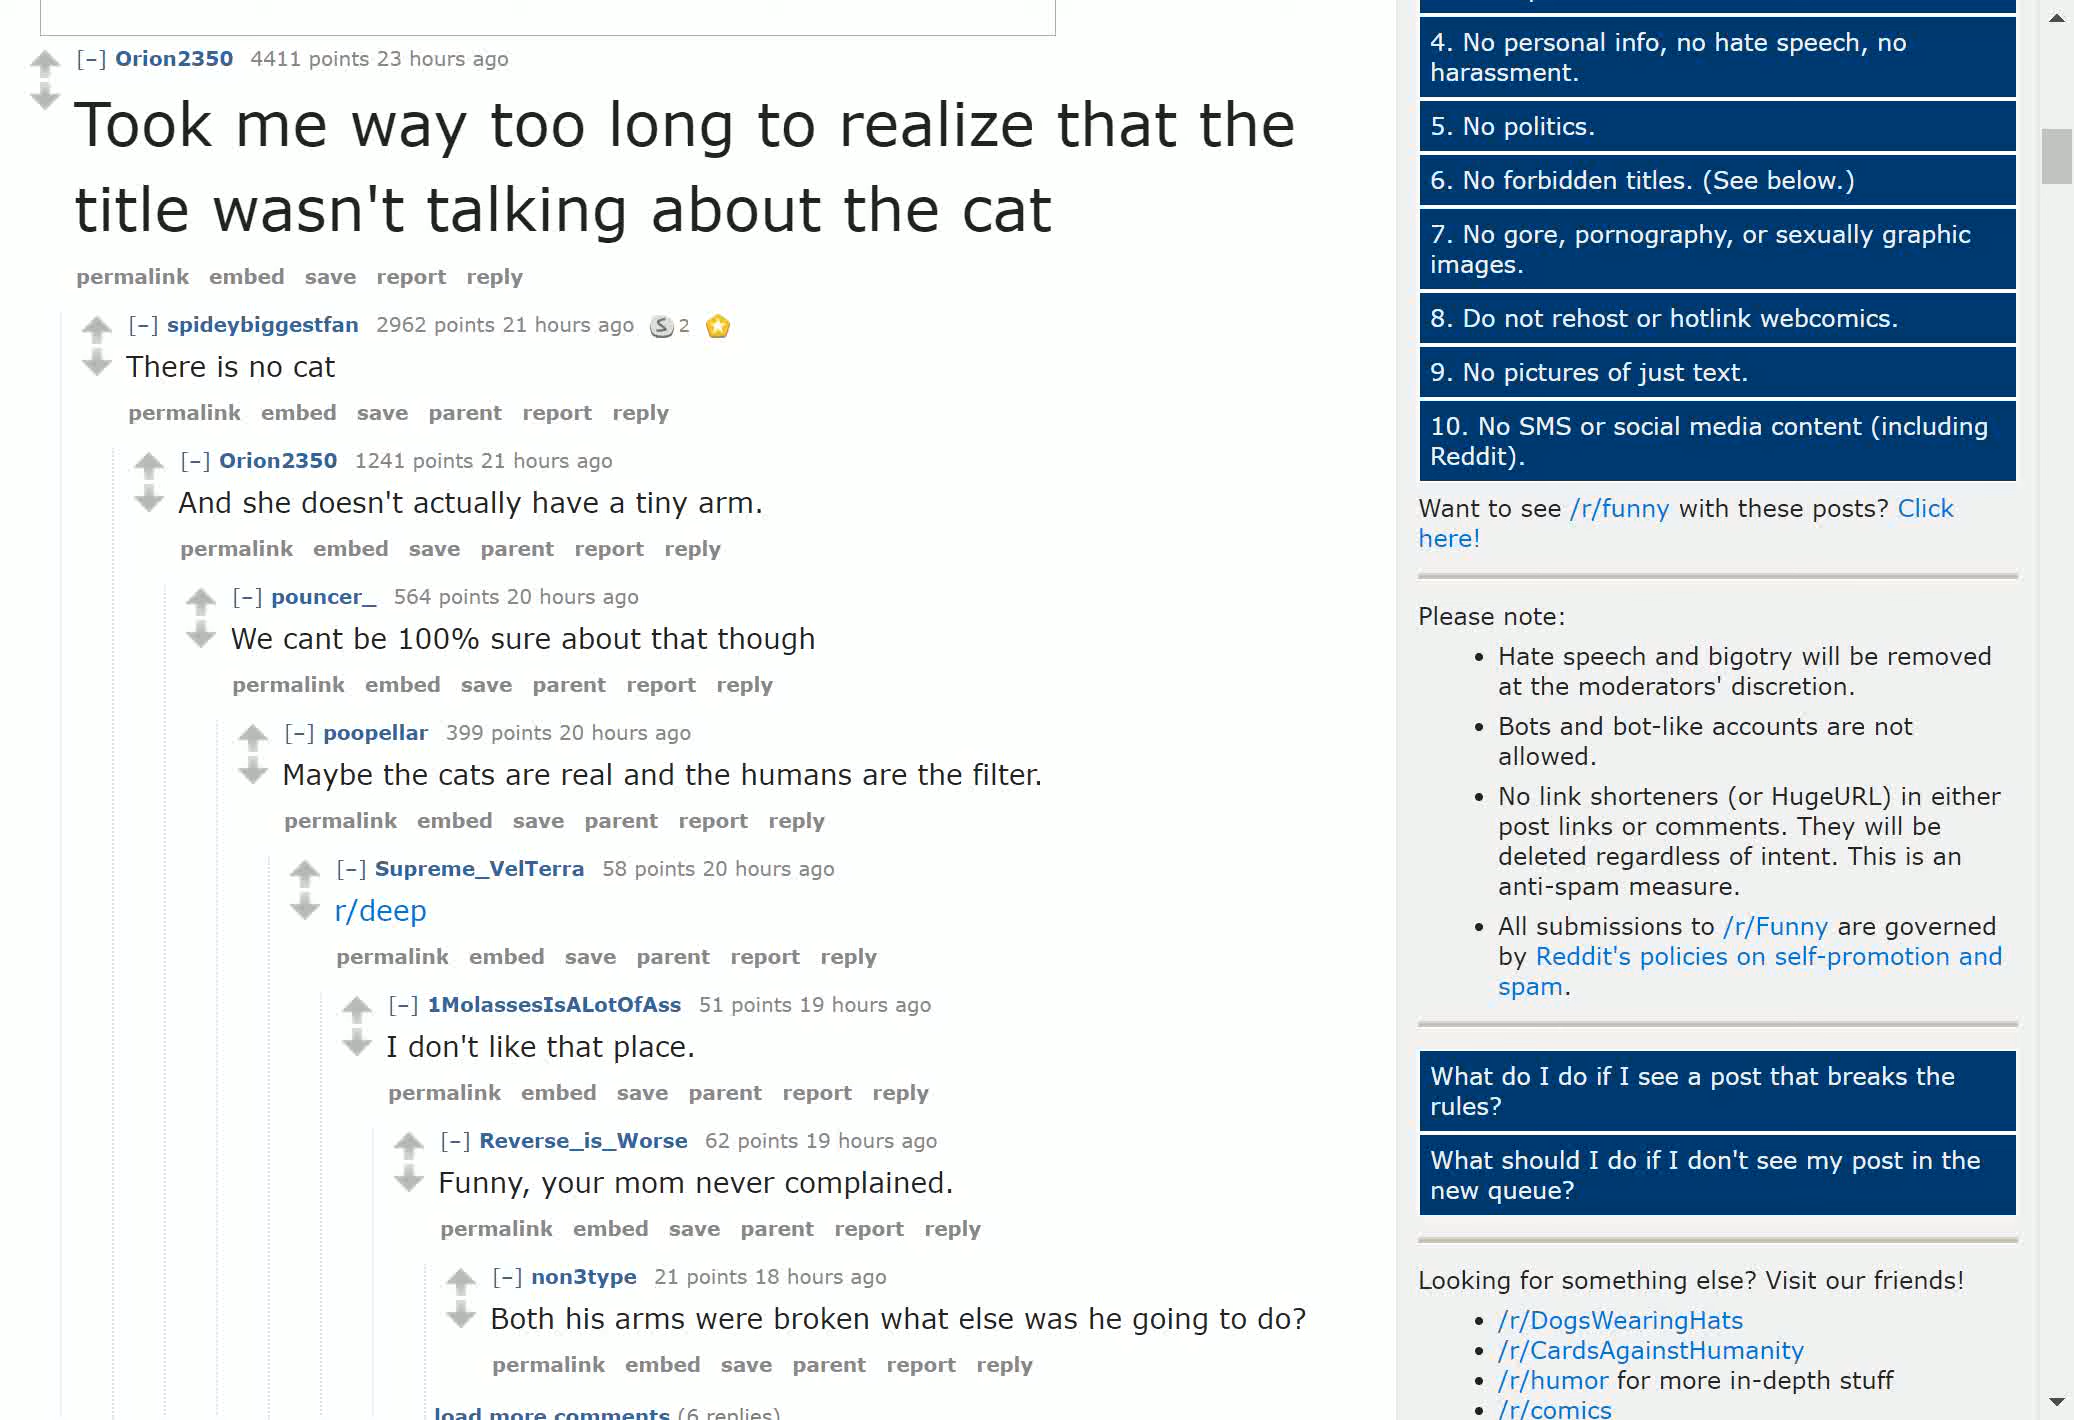 [–] Orion2350 4411 points 23 hours ago
Took me way too long to realize that the
title wasn't talking about the cat
permalink embed save report reply
[–] spideybiggestfan 2962 points 21 hours ago S 2
There is no cat
permalink embed save parent report reply
[–] Orion2350 1241 points 21 hours ago
And she doesn't actually have a tiny arm.
permalink embed save parent report reply
[–] pouncer_ 564 points 20 hours ago
We cant be 100% sure about that though
permalink embed save parent report reply
[–] poopellar 399 points 20 hours ago
Maybe the cats are real and the humans are the filter.
permalink embed save parent report reply
[–] Supreme_VelTerra 58 points 20 hours ago
r/deep
permalink embed save parent report reply
[–] 1MolassesIsALotOfAss 51 points 19 hours ago
I don't like that place.
permalink embed save parent report reply
[–] Reverse_is_Worse 62 points 19 hours ago
Funny, your mom never complained.
permalink embed save parent report reply
[–] non3type 21 points 18 hours ago
Both his arms were broken what else was he going to do?
permalink embed save parent report reply
load more comments (6 replies)
4. No personal info, no hate speech, no
harassment.
5. No politics.
6. No forbidden titles. (See below.)
7. No gore, pornography, or sexually graphic
images.
8. Do not rehost or hotlink webcomics.
9. No pictures of just text.
10. No SMS or social media content (including
Reddit).
Want to see /r/funny with these posts? Click
here!
Please note:
• Hate speech and bigotry will be removed
at the moderators' discretion.
• Bots and bot-like accounts are not
allowed.
• No link shorteners (or HugeURL) in either
post links or comments. They will be
deleted regardless of intent. This is an
anti-spam measure.
• All submissions to /r/Funny are governed
by Reddit's policies on self-promotion and
spam.
What do I do if I see a post that breaks the
rules?
What should I do if I don't see my post in the
new queue?
Looking for something else? Visit our friends!
• /r/DogsWearingHats
• /r/CardsAgainstHumanity
• /r/humor for more in-depth stuff
• /r/comics